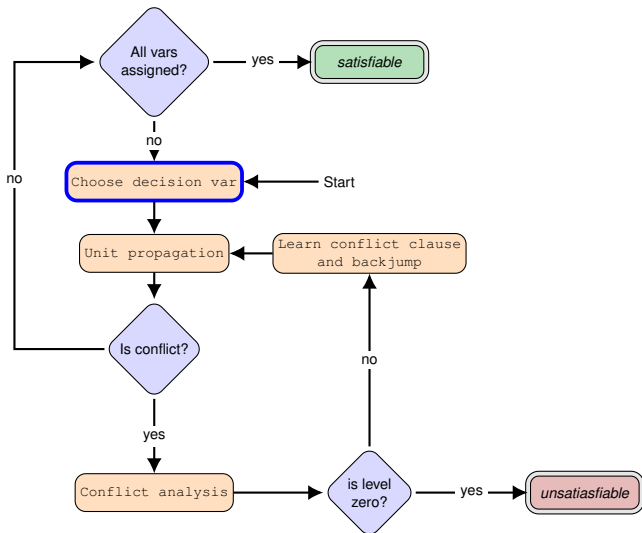 All vars
assigned?
yes
satisfiable
no
no
Choose decision var
Start
Unit propagation
Learn conflict clause
and backjump
Is conflict?
no
yes
Conflict analysis
is level
zero?
yes
unsatiasfiable